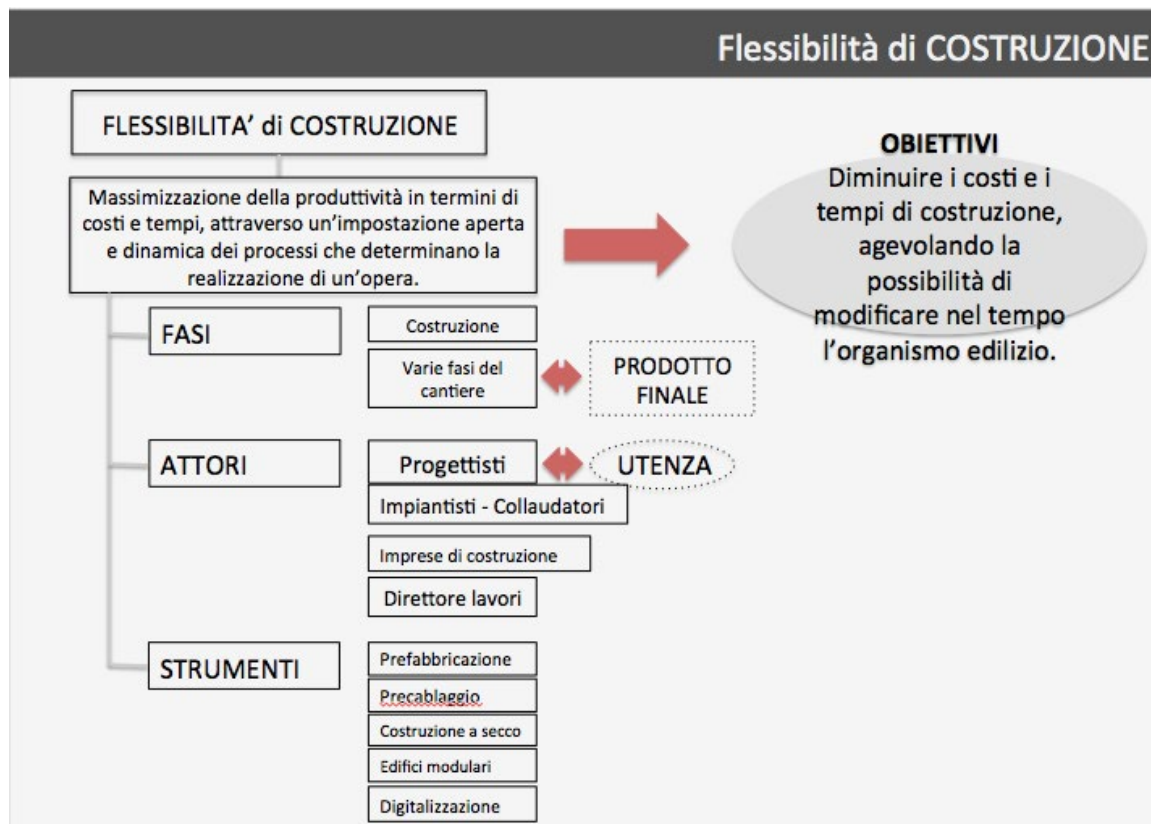 Flessibilità di COSTRUZIONE
FLESSIBILITA' di COSTRUZIONE
Massimizzazione della produttività in termini di
costi e tempi, attraverso un'impostazione aperta
e dinamica dei processi che determinano la
realizzazione di un'opera.
OBIETTIVI
Diminuire i costi e i
tempi di costruzione,
agevolando la
possibilità di
modificare nel tempo
l'organismo edilizio.
FASI
Costruzione
Varie fasi del
cantiere
PRODOTTO
FINALE
ATTORI
Progettisti
UTENZA
Impiantisti - Collaudatori
Imprese di costruzione
Direttore lavori
STRUMENTI
Prefabbricazione
Precablaggio
Costruzione a secco
Edifici modulari
Digitalizzazione